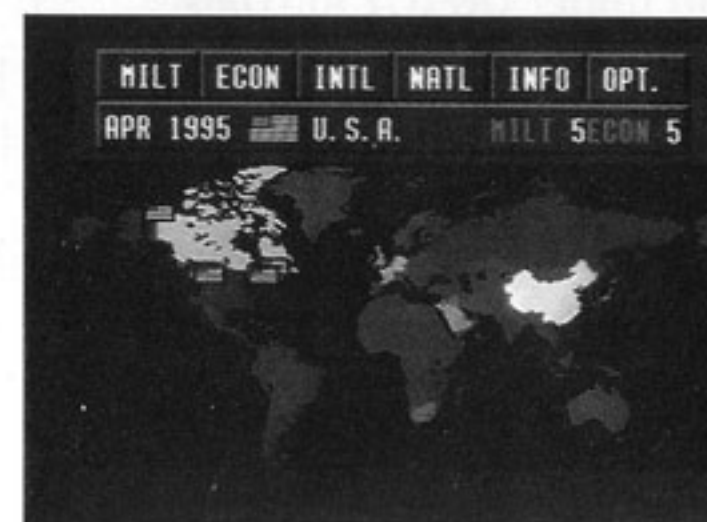 MILT ECON INTL NATL INFO OPT.
APR 1995 U.S.A. MILT 5 ECON 5